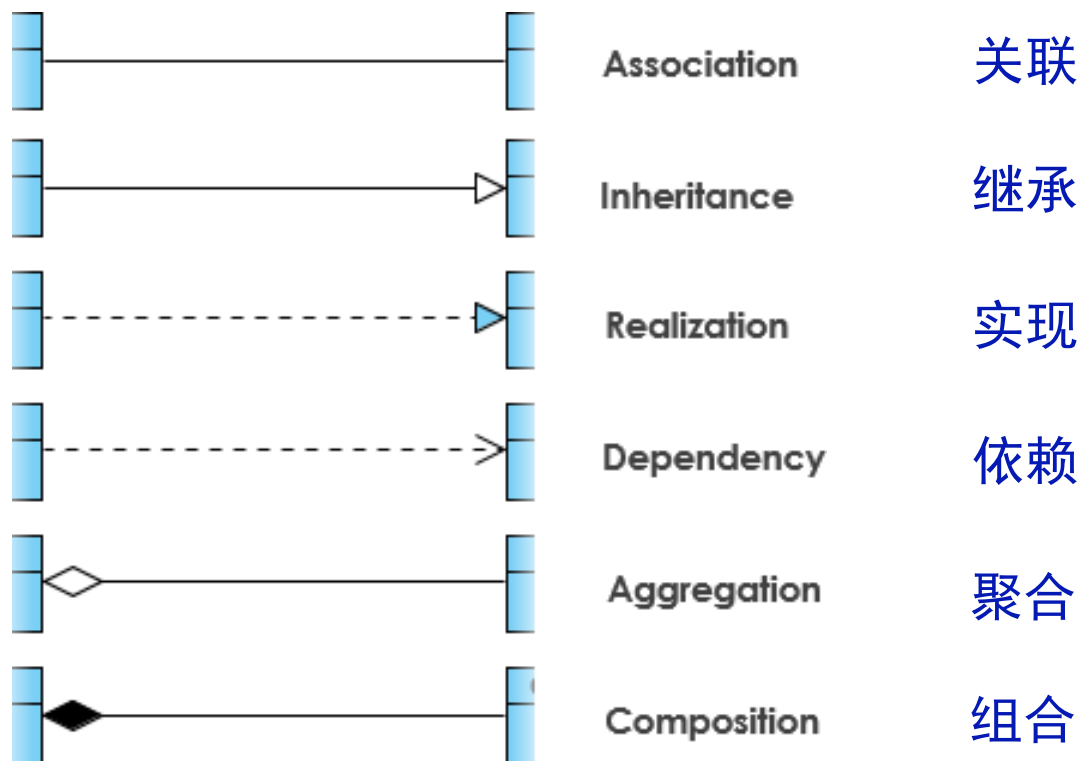 Association 关联
Inheritance 继承
Realization 实现
Dependency 依赖
Aggregation 聚合
Composition 组合